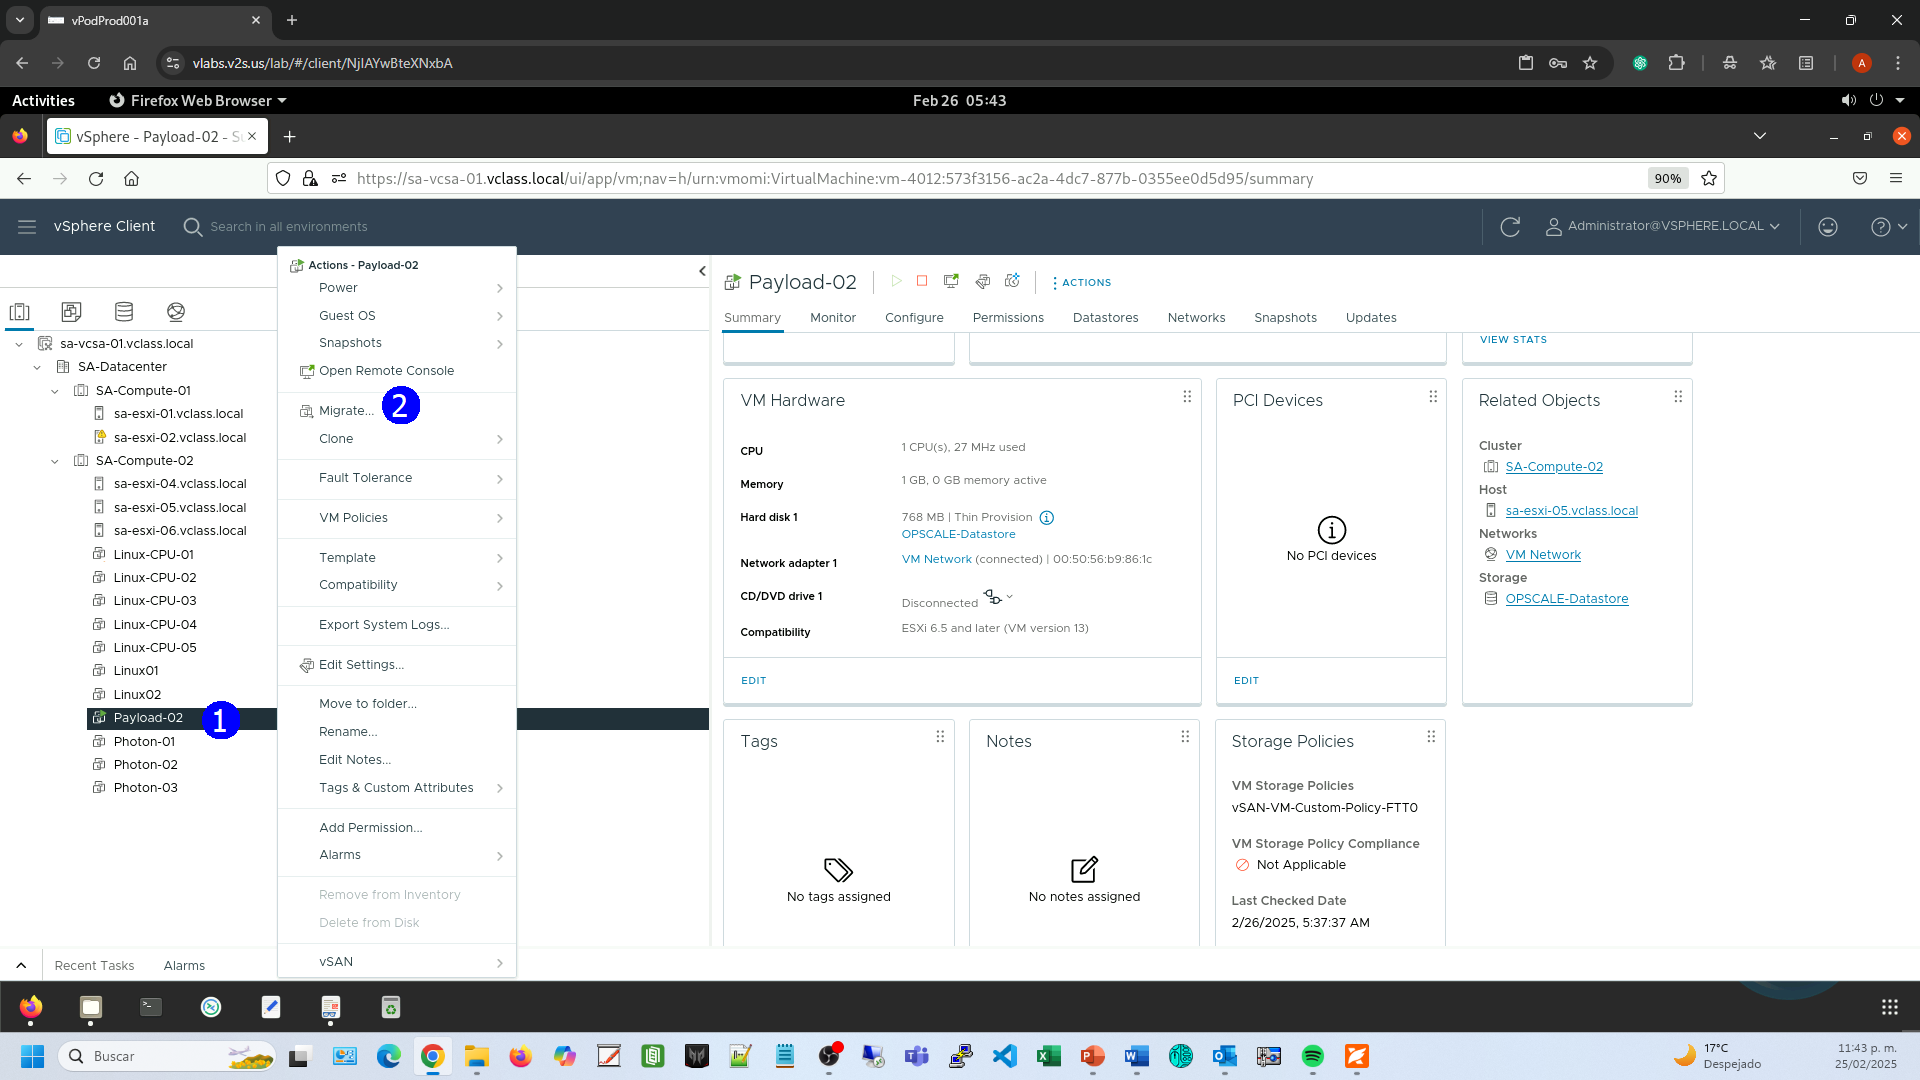 vPodProd001a
vlabs.v2s.us/lab/#/client/NjIAYwBteXNxbA
A
Activities
Firefox Web Browser
Feb 26 05:43
vSphere - Payload-02 - S
https://sa-vcsa-01.vclass.local/ui/app/vm;nav=h/urn:vmomi:VirtualMachine:vm-4012:573f3156-ac2a-4dc7-877b-0355ee0d5d95/summary
90%
vSphere Client
Search in all environments
Administrator@VSPHERE.LOCAL
sa-vcsa-01.vclass.local
SA-Datacenter
SA-Compute-01
sa-esxi-01.vclass.local
sa-esxi-02.vclass.local
SA-Compute-02
sa-esxi-04.vclass.local
sa-esxi-05.vclass.local
sa-esxi-06.vclass.local
Linux-CPU-01
Linux-CPU-02
Linux-CPU-03
Linux-CPU-04
Linux-CPU-05
Linux01
Linux02
Payload-02
1
Photon-01
Photon-02
Photon-03
Actions - Payload-02
Power
Guest OS
Snapshots
Open Remote Console
Migrate...
2
Clone
Fault Tolerance
VM Policies
Template
Compatibility
Export System Logs...
Edit Settings...
Move to folder...
Rename...
Edit Notes...
Tags & Custom Attributes
Add Permission...
Alarms
Remove from Inventory
Delete from Disk
vSAN
Payload-02
ACTIONS
Summary
Monitor
Configure
Permissions
Datastores
Networks
Snapshots
Updates
VIEW STATS
VM Hardware
CPU
1 CPU(s), 27 MHz used
Memory
1 GB, 0 GB memory active
Hard disk 1
768 MB | Thin Provision
OPSCALE-Datastore
Network adapter 1
VM Network (connected) | 00:50:56:b9:86:1c
CD/DVD drive 1
Disconnected
Compatibility
ESXi 6.5 and later (VM version 13)
EDIT
PCI Devices
No PCI devices
EDIT
Related Objects
Cluster
SA-Compute-02
Host
sa-esxi-05.vclass.local
Networks
VM Network
Storage
OPSCALE-Datastore
Tags
No tags assigned
Notes
No notes assigned
Storage Policies
VM Storage Policies
vSAN-VM-Custom-Policy-FTT0
VM Storage Policy Compliance
Not Applicable
Last Checked Date
2/26/2025, 5:37:37 AM
Recent Tasks
Alarms
Buscar
17°C
Despejado
11:43 p. m.
25/02/2025